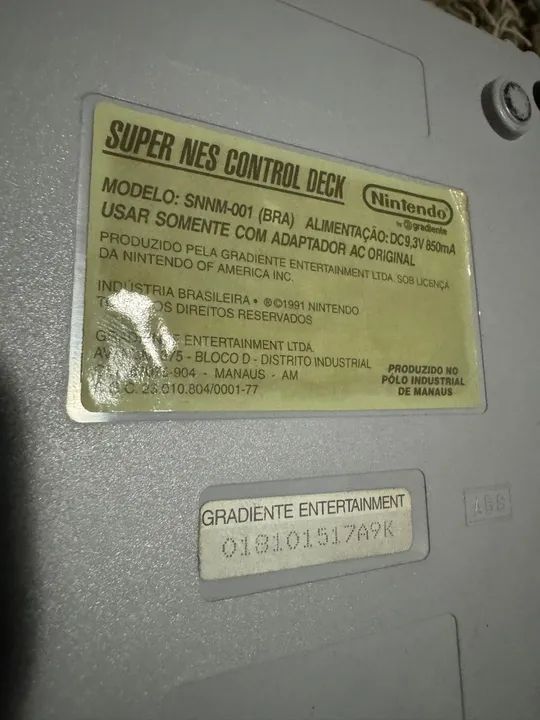 SUPER NES CONTROL DECK
Nintendo
by gradiente
MODELO: SNNM-001 (BRA) ALIMENTAÇÃO: DC9,3V 850mA
USAR SOMENTE COM ADAPTADOR AC ORIGINAL
PRODUZIDO PELA GRADIENTE ENTERTAINMENT LTDA. SOB LICENÇA
DA NINTENDO OF AMERICA INC.
INDÚSTRIA BRASILEIRA • ®©1991 NINTENDO
OS DIREITOS RESERVADOS
ENTERTAINMENT LTDA.
- BLOCO D - DISTRITO INDUSTRIAL
- MANAUS - AM
010.804/0001-77
PRODUZIDO NO
PÓLO INDUSTRIAL
DE MANAUS
GRADIENTE ENTERTAINMENT
018101517A9K
ABS